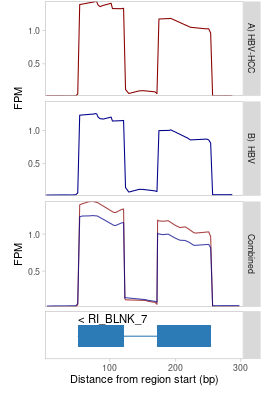 1.0
0.5
FPM
A) HBV-HCC
1.0
0.5
B) HBV
1.0
0.5
FPM
Combined
< RI_BLNK_7
100
200
300
Distance from region start (bp)